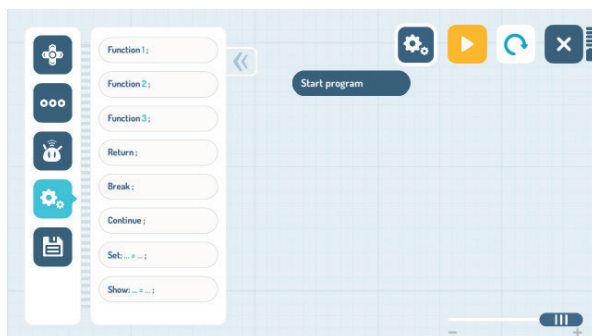 Function 1 ;
Function 2 ;
Function 3 ;
Return ;
Break ;
Continue ;
Set: ... = ... ;
Show: ... = ... ;
Start program